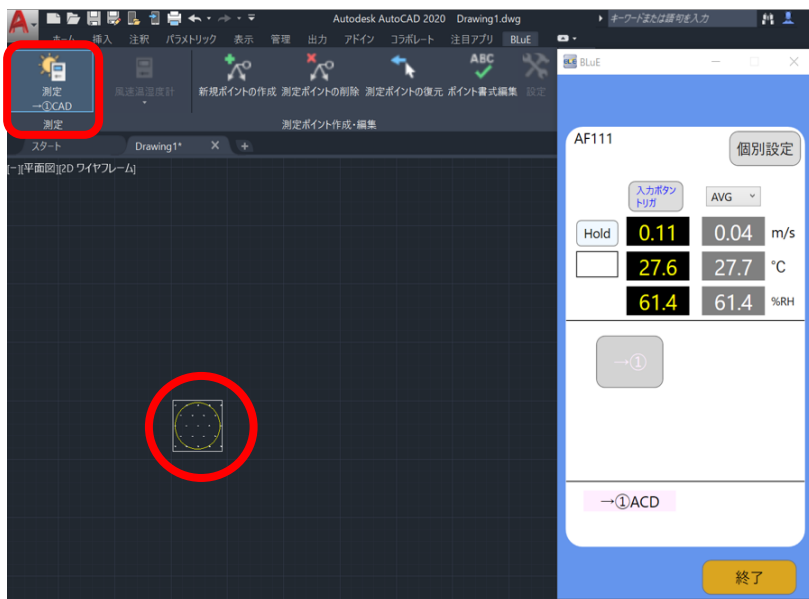 Autodesk AutoCAD 2020 Drawing1.dwg
キーワードまたは語句を入力
ホーム 挿入 注釈 パラメトリック 表示 管理 出力 アドイン コラボレート 注目アプリ BLuE
測定
→①CAD
測定
風速温湿度計
新規ポイントの作成 測定ポイントの削除 測定ポイントの復元 ABC ポイント書式編集 設定
測定ポイント作成・編集
スタート Drawing1* × +
[-][平面図][2D ワイヤフレーム]
BLuE
AF111
個別設定
入力ボタン
トリガ
AVG
Hold 0.11 0.04 m/s
27.6 27.7 °C
61.4 61.4 %RH
→①
→①ACD
終了